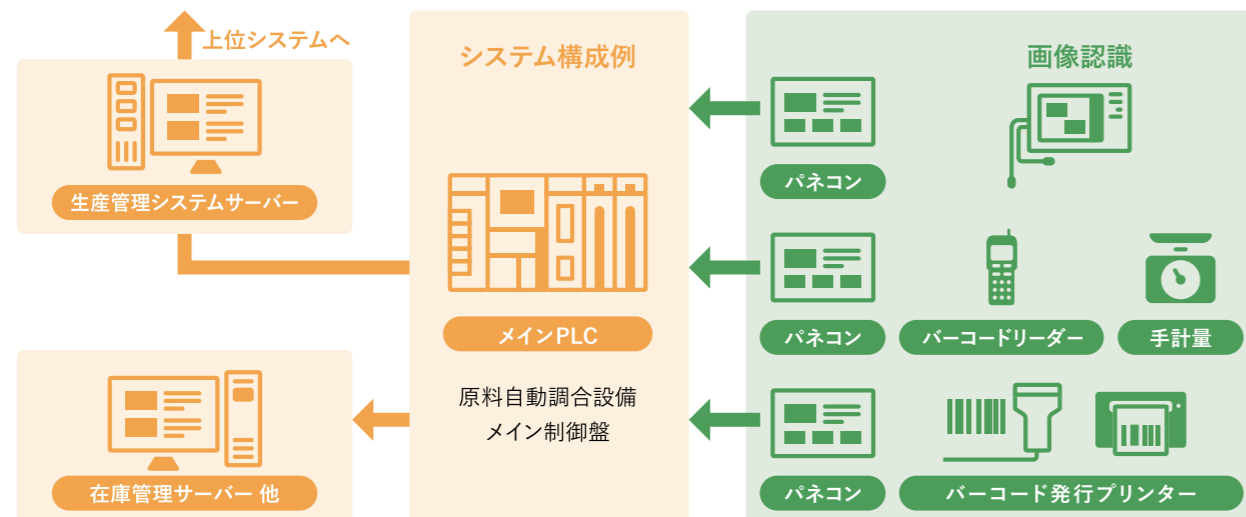 上位システムへ
生産管理システムサーバー
在庫管理サーバー 他
システム構成例
メインPLC
原料自動調合設備
メイン制御盤
画像認識
パネコン
パネコン
バーコードリーダー
手計量
パネコン
バーコード発行プリンター